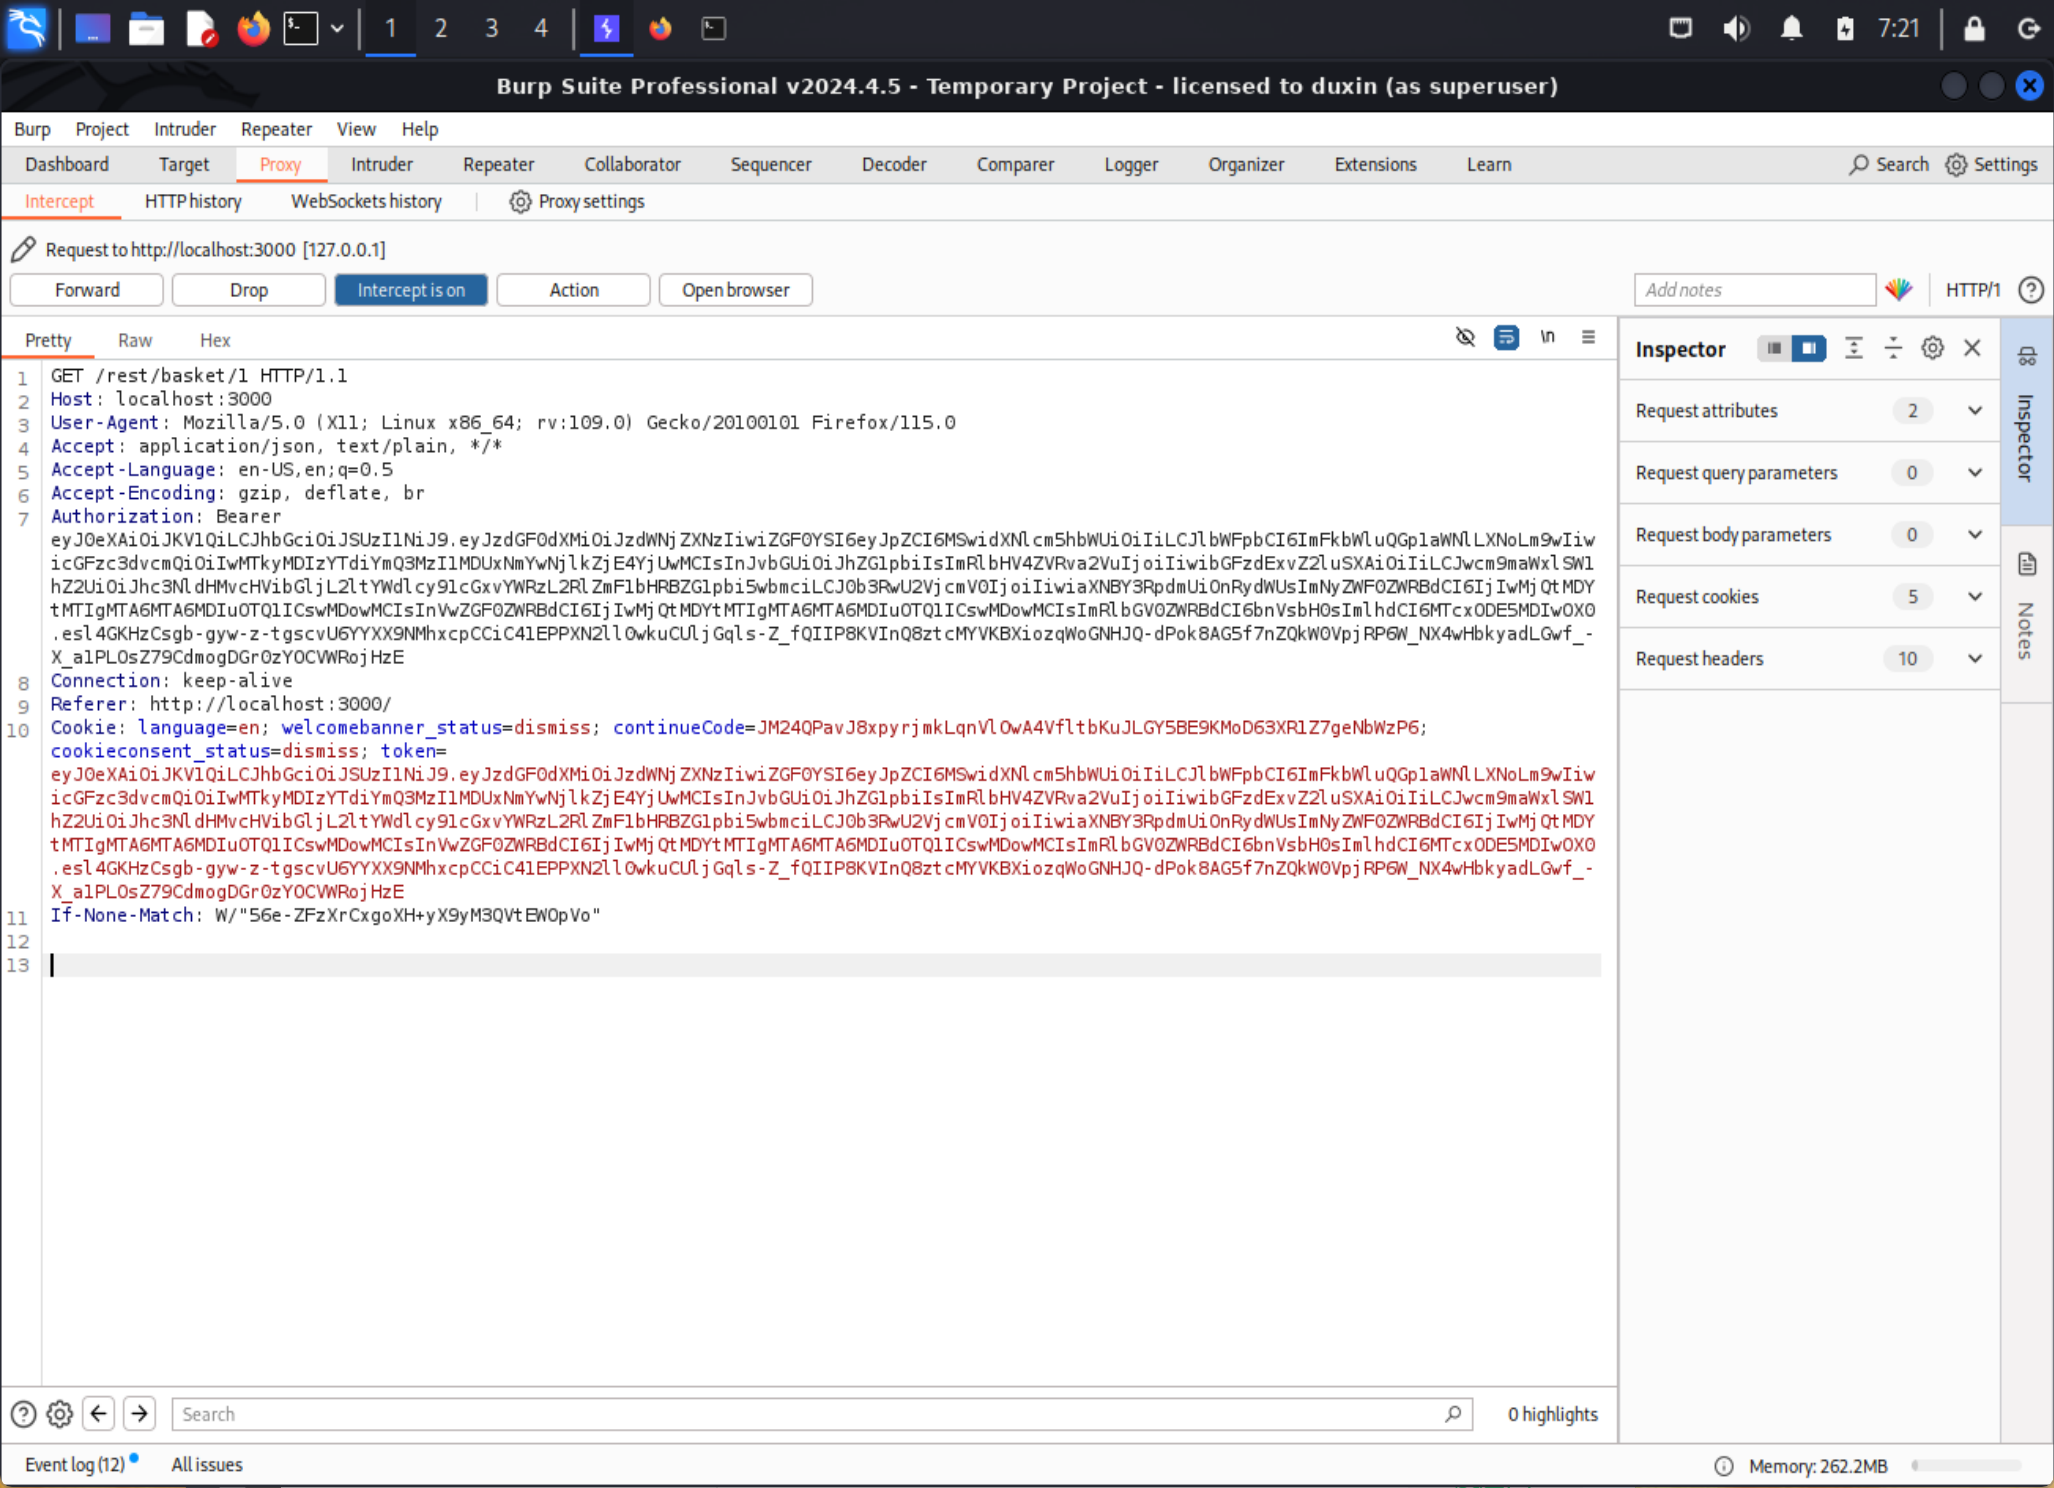 1 2 3 4 7:21
Burp Suite Professional v2024.4.5 - Temporary Project - licensed to duxin (as superuser)
Burp Project Intruder Repeater View Help
Dashboard Target Proxy Intruder Repeater Collaborator Sequencer Decoder Comparer Logger Organizer Extensions Learn Search Settings
Intercept HTTP history WebSockets history Proxy settings
Request to http://localhost:3000 [127.0.0.1]
Forward Drop Intercept is on Action Open browser Add notes HTTP/1
Pretty Raw Hex \n
Inspector
Request attributes 2
Request query parameters 0
Request body parameters 0
Request cookies 5
Request headers 10
Inspector
Notes
1 GET /rest/basket/1 HTTP/1.1
2 Host: localhost:3000
3 User-Agent: Mozilla/5.0 (X11; Linux x86_64; rv:109.0) Gecko/20100101 Firefox/115.0
4 Accept: application/json, text/plain, */*
5 Accept-Language: en-US,en;q=0.5
6 Accept-Encoding: gzip, deflate, br
7 Authorization: Bearer
eyJ0eXAiOiJKV1QiLCJhbGciOiJSUzI1NiJ9.eyJzdGF0dXMiOiJzdWNjZXNzIiwiZGF0YSI6eyJpZCI6MSwidXNlcm5hbWUiOiIiLCJlbWFpbCI6ImFkbWluQGp1aWNlLXNoLm9wIiw
icGFzc3dvcmQiOiIwMTkyMDIzYTdiYmQ3MzI1MDUxNmYwNjlkZjE4YjUwMCIsInJvbGUiOiJhZG1pbiIsImRlbHV4ZVRva2VuIjoiIiwibGFzdExvZ2luSXAiOiIiLCJwcm9maWxlSW1
hZ2UiOiJhc3NldHMvcHVibGljL2ltYWdlcy91cGxvYWRzL2RlZmF1bHRBZG1pbi5wbmciLCJ0b3RwU2VjcmV0IjoiIiwiaXNBY3RpdmUiOnRydWUsImNyZWF0ZWRBdCI6IjIwMjQtMDY
tMTIgMTA6MTA6MDIuOTQ1ICswMDowMCIsInVwZGF0ZWRBdCI6IjIwMjQtMDYtMTIgMTA6MTA6MDIuOTQ1ICswMDowMCIsImRlbGV0ZWRBdCI6bnVsbH0sImlhdCI6MTcxODE5MDIwOX0
.esl4GKHzCsgb-gyw-z-tgscvU6YYXX9NMhxcpCCiC41EPPXN2ll0wkuCUljGqls-Z_fQIIP8KVInQ8ztcMYVKBXiozqWoGNHJQ-dPok8AG5f7nZQkW0VpjRP6W_NX4wHbkyadLGwf_-
X_a1PLOsZ79CdmogDGr0zYOCVWRojHzE
8 Connection: keep-alive
9 Referer: http://localhost:3000/
10 Cookie: language=en; welcomebanner_status=dismiss; continueCode=JM24QPavJ8xpyrjmkLqnVlOwA4VfltbKuJLGY5BE9KMoD63XR1Z7geNbWzP6;
cookieconsent_status=dismiss; token=
eyJ0eXAiOiJKV1QiLCJhbGciOiJSUzI1NiJ9.eyJzdGF0dXMiOiJzdWNjZXNzIiwiZGF0YSI6eyJpZCI6MSwidXNlcm5hbWUiOiIiLCJlbWFpbCI6ImFkbWluQGp1aWNlLXNoLm9wIiw
icGFzc3dvcmQiOiIwMTkyMDIzYTdiYmQ3MzI1MDUxNmYwNjlkZjE4YjUwMCIsInJvbGUiOiJhZG1pbiIsImRlbHV4ZVRva2VuIjoiIiwibGFzdExvZ2luSXAiOiIiLCJwcm9maWxlSW1
hZ2UiOiJhc3NldHMvcHVibGljL2ltYWdlcy91cGxvYWRzL2RlZmF1bHRBZG1pbi5wbmciLCJ0b3RwU2VjcmV0IjoiIiwiaXNBY3RpdmUiOnRydWUsImNyZWF0ZWRBdCI6IjIwMjQtMDY
tMTIgMTA6MTA6MDIuOTQ1ICswMDowMCIsInVwZGF0ZWRBdCI6IjIwMjQtMDYtMTIgMTA6MTA6MDIuOTQ1ICswMDowMCIsImRlbGV0ZWRBdCI6bnVsbH0sImlhdCI6MTcxODE5MDIwOX0
.esl4GKHzCsgb-gyw-z-tgscvU6YYXX9NMhxcpCCiC41EPPXN2ll0wkuCUljGqls-Z_fQIIP8KVInQ8ztcMYVKBXiozqWoGNHJQ-dPok8AG5f7nZQkW0VpjRP6W_NX4wHbkyadLGwf_-
X_a1PLOsZ79CdmogDGr0zYOCVWRojHzE
11 If-None-Match: W/"56e-ZFzXrCxgoXH+yX9yM3QVtEWOpVo"
12
13
Search 0 highlights
Event log (12) All issues Memory: 262.2MB